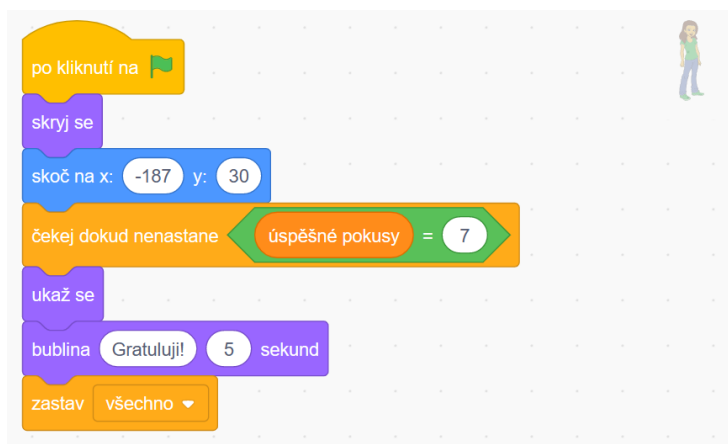 po kliknutí na
skryj se
skoč na x: -187 y: 30
čekej dokud nenastane úspěšné pokusy = 7
ukaž se
bublina Gratuluji! 5 sekund
zastav všechno